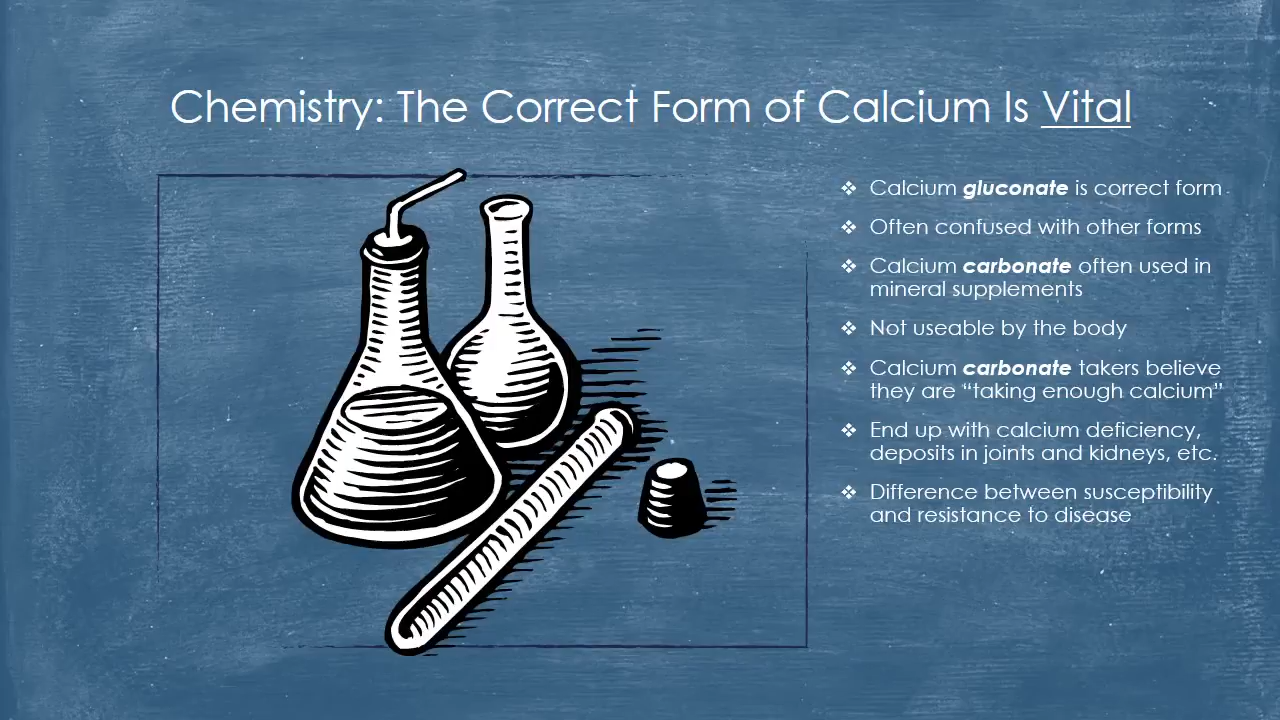 Chemistry: The Correct Form of Calcium Is Vital
❖ Calcium gluconate is correct form
❖ Often confused with other forms
❖ Calcium carbonate often used in
mineral supplements
❖ Not useable by the body
❖ Calcium carbonate takers believe
they are “taking enough calcium”
❖ End up with calcium deficiency,
deposits in joints and kidneys, etc.
❖ Difference between susceptibility
and resistance to disease